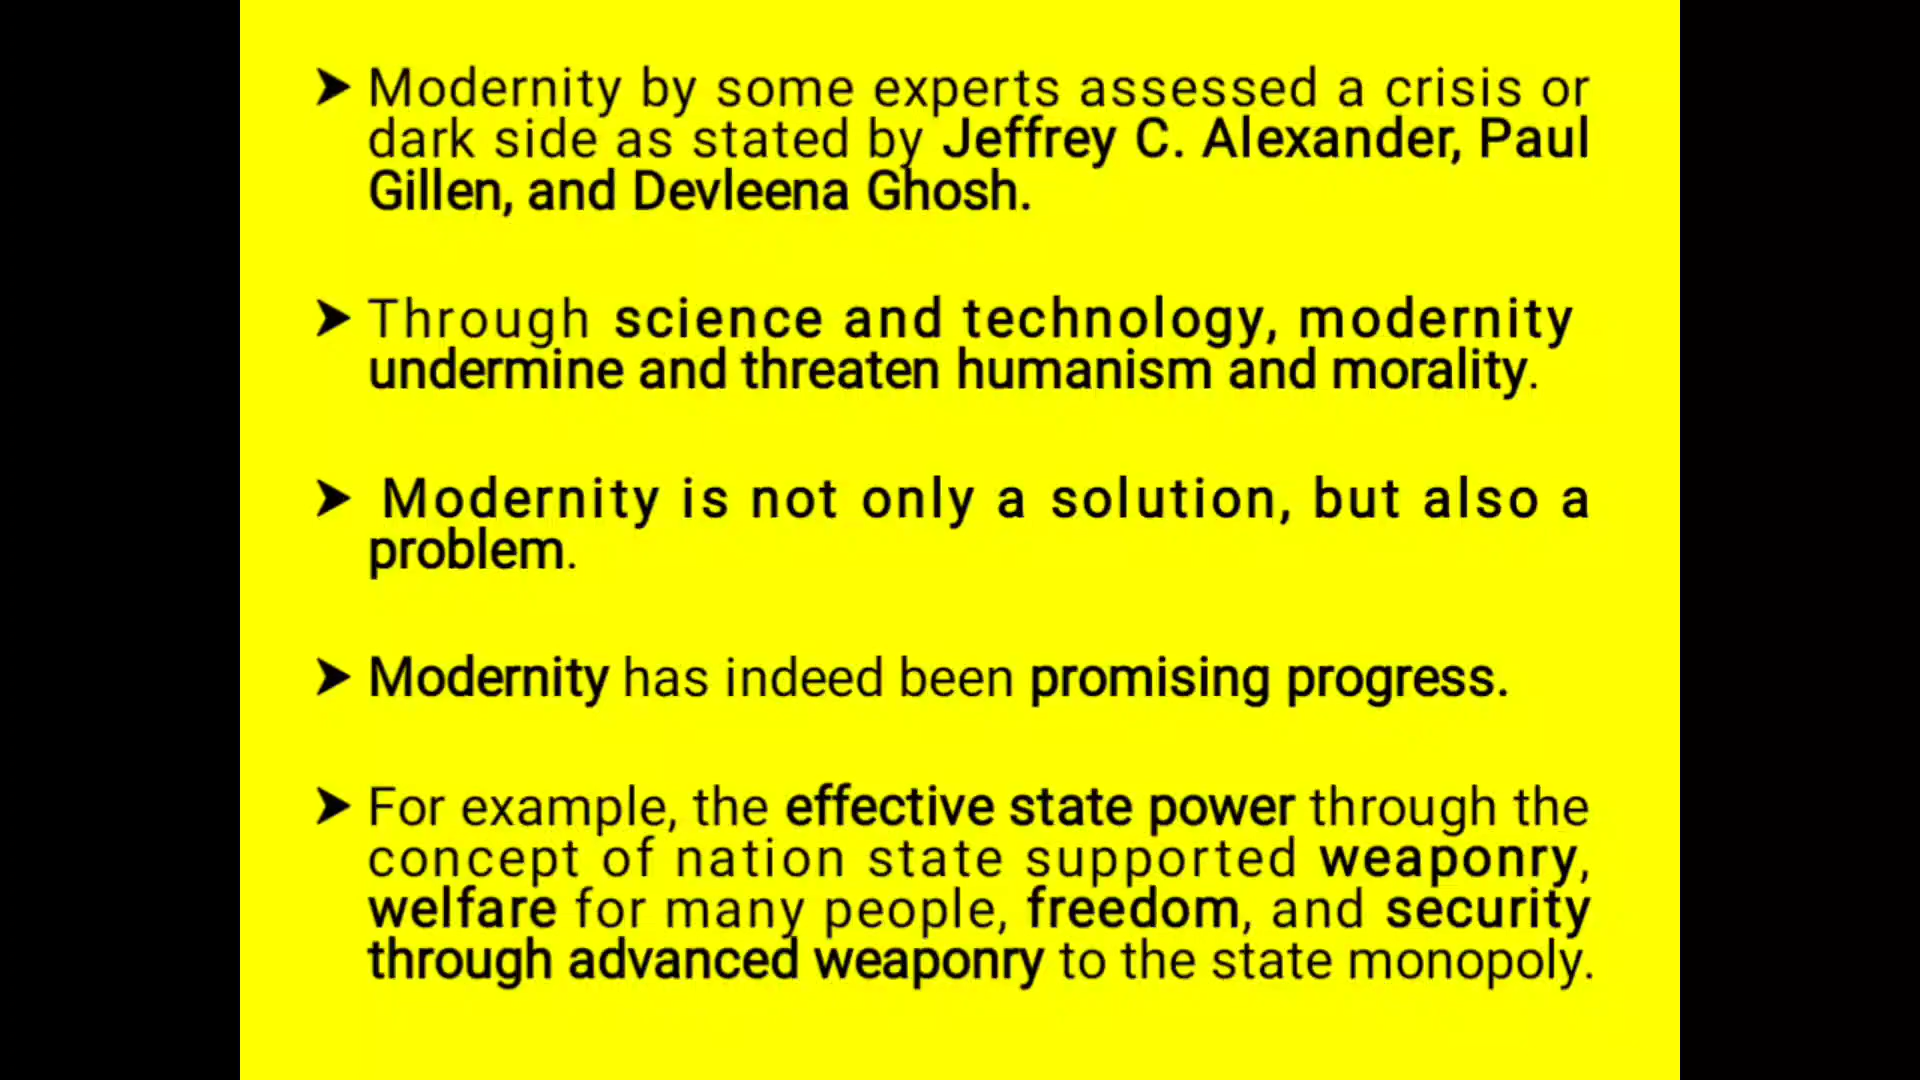 ➤ Modernity by some experts assessed a crisis or
dark side as stated by Jeffrey C. Alexander, Paul
Gillen, and Devleena Ghosh.
➤ Through science and technology, modernity
undermine and threaten humanism and morality.
➤ Modernity is not only a solution, but also a
problem.
➤ Modernity has indeed been promising progress.
➤ For example, the effective state power through the
concept of nation state supported weaponry,
welfare for many people, freedom, and security
through advanced weaponry to the state monopoly.